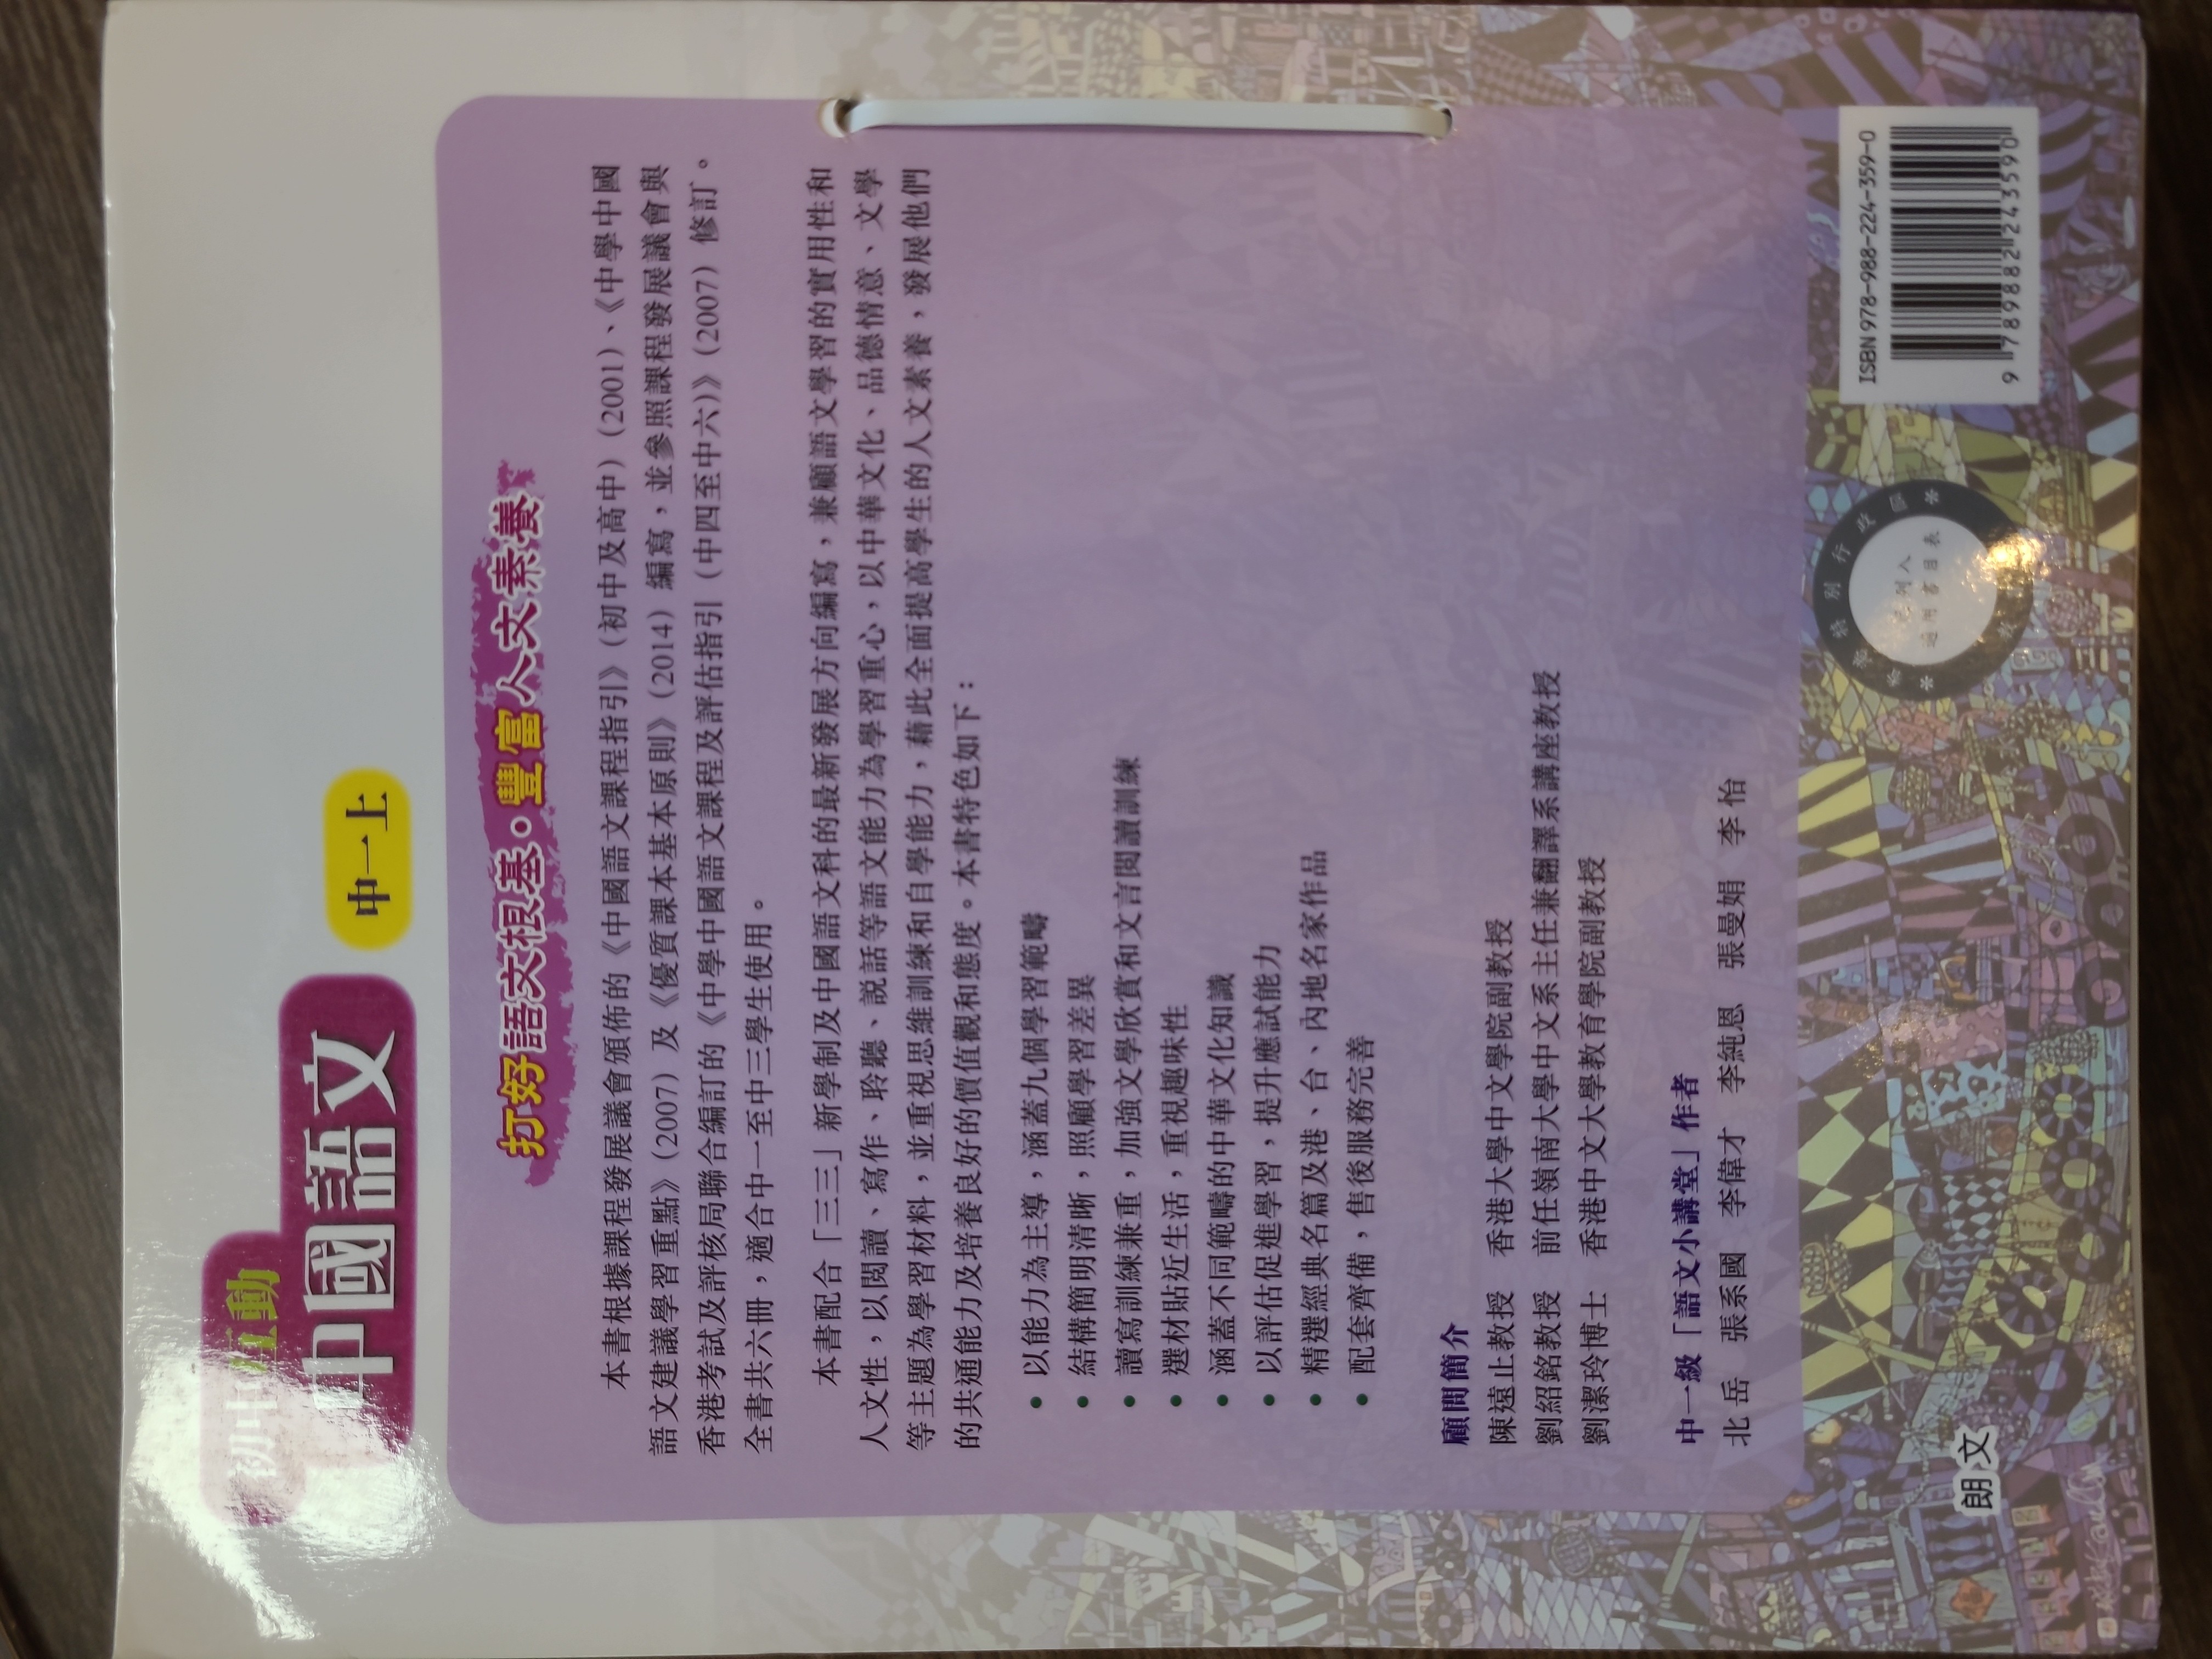 初中互動
中國語文
中一上
打好語文根基・豐富人文素養
本書根據課程發展議會頒佈的《中國語文課程指引》(初中及高中)(2001)、《中學中國
語文建議學習重點》(2007)及《優質課本基本原則》(2014)編寫，並參照課程發展議會與
香港考試及評核局聯合編訂的《中學中國語文課程及評估指引(中四至中六)》(2007)修訂。
全書共六冊，適合中一至中三學生使用。
本書配合「三三」新學制及中國語文科的最新發展方向編寫，兼顧語文學習的實用性和
人文性，以閱讀、寫作、聆聽、說話等語文能力為學習重心，以中華文化、品德情意、文學
等主題為學習材料，並重視思維訓練和自學能力，藉此全面提高學生的人文素養，發展他們
的共通能力及培養良好的價值觀和態度。本書特色如下：
• 以能力為主導，涵蓋九個學習範疇
• 結構簡明清晰，照顧學習差異
• 讀寫訓練兼重，加強文學欣賞和文言閱讀訓練
• 選材貼近生活，重視趣味性
• 涵蓋不同範疇的中華文化知識
• 以評估促進學習，提升應試能力
• 精選經典名篇及港、台、內地名家作品
• 配套齊備，售後服務完善
顧問簡介
陳遠止教授 香港大學中文學院副教授
劉紹銘教授 前任嶺南大學中文系主任兼翻譯系講座教授
劉潔玲博士 香港中文大學教育學院副教授
中一級「語文小講堂」作者
北岳 張系國 李偉才 李純恩 張曼娟 李怡
朗文
已列入
適用書目表
ISBN 978-988-224-359-0
9 789882 243590